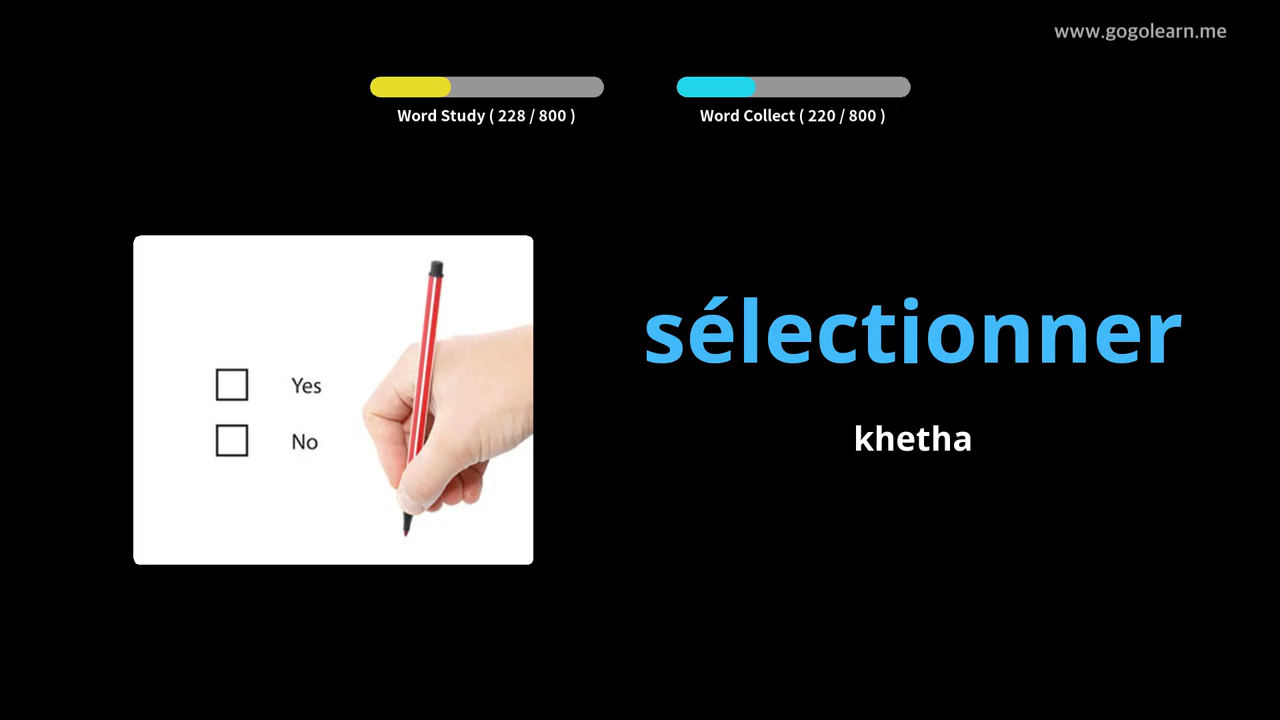 www.gogolearn.me
Word Study ( 228 / 800 )
Word Collect ( 220 / 800 )
Yes
No
sélectionner
khetha